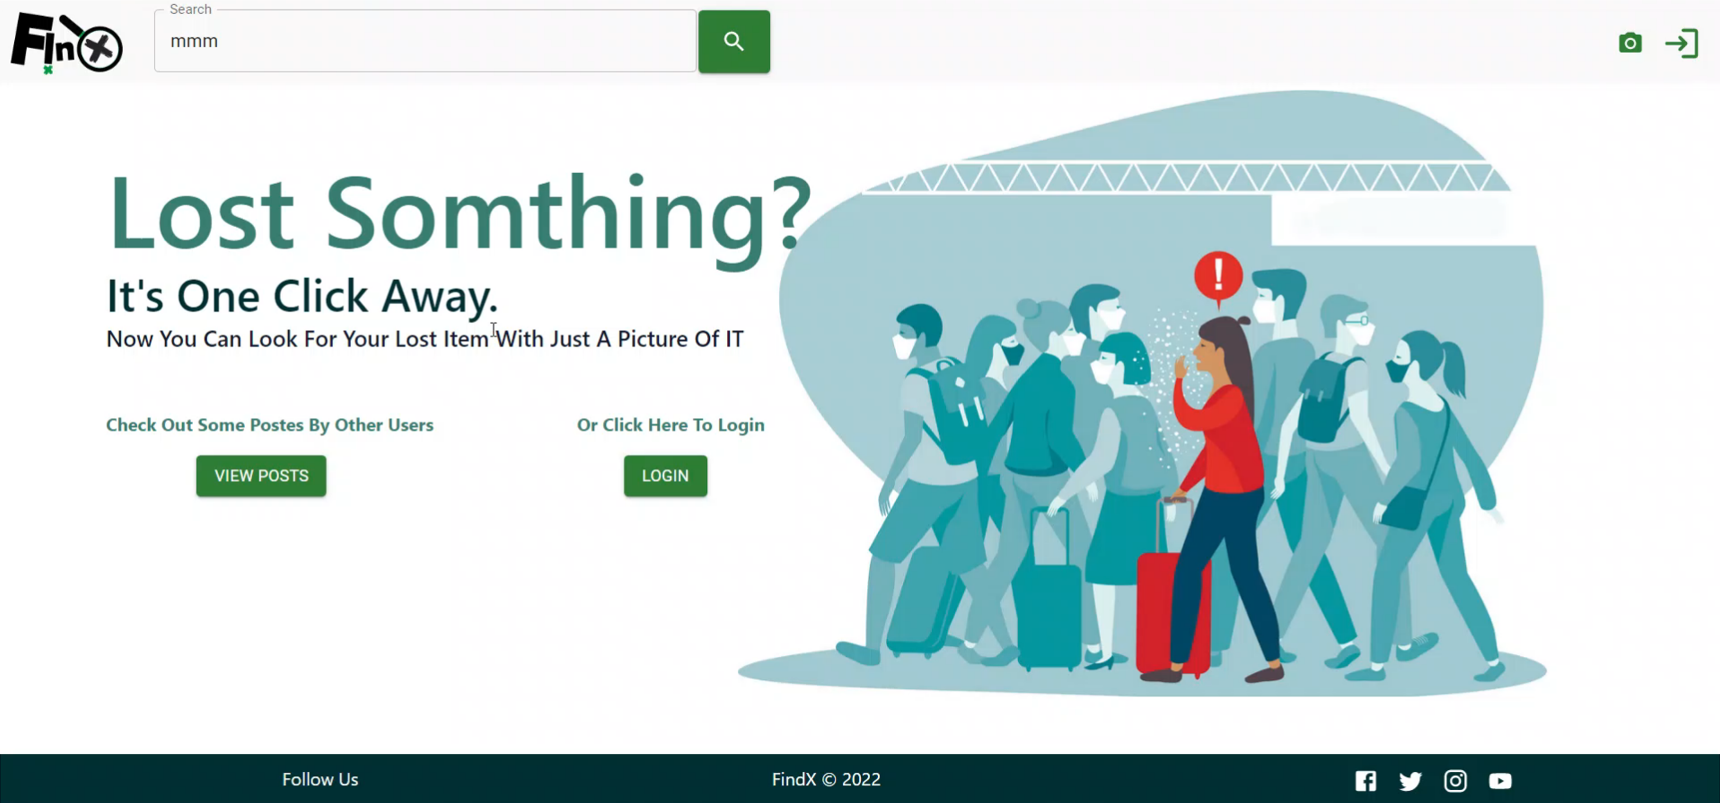 FInX
Search
mmm
Lost Somthing?
It's One Click Away.
Now You Can Look For Your Lost Item With Just A Picture Of IT
Check Out Some Postes By Other Users
Or Click Here To Login
VIEW POSTS
LOGIN
!
Follow Us
FindX © 2022